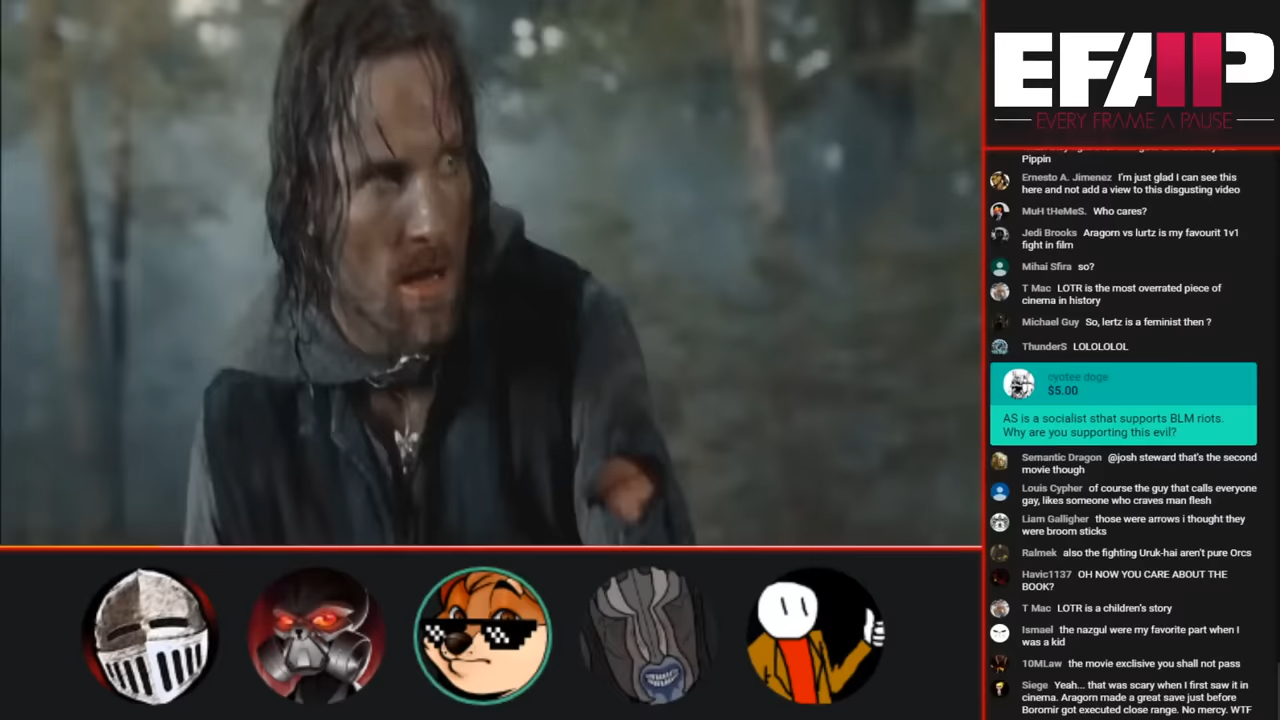 EFAP
EVERY FRAME A PAUSE
Pippin
Ernesto A. Jimenez I'm just glad I can see this
here and not add a view to this disgusting video
MuH tHeMeS. Who cares?
Jedi Brooks Aragorn vs lurtz is my favourit 1v1
fight in film
Mihai Sfira so?
T Mac LOTR is the most overrated piece of
cinema in history
Michael Guy So, lertz is a feminist then ?
ThunderS LOLOLOLOL
cyotee doge
$5.00
AS is a socialist sthat supports BLM riots.
Why are you supporting this evil?
Semantic Dragon @josh steward that's the second
movie though
Louis Cypher of course the guy that calls everyone
gay, likes someone who craves man flesh
Liam Galligher those were arrows i thought they
were broom sticks
Ralmek also the fighting Uruk-hai aren't pure Orcs
Havic1137 OH NOW YOU CARE ABOUT THE
BOOK?
T Mac LOTR is a children's story
Ismael the nazgul were my favorite part when I
was a kid
10MLaw the movie exclusive you shall not pass
Siege Yeah... that was scary when I first saw it in
cinema. Aragorn made a great save just before
Boromir got executed close range. No mercy. WTF